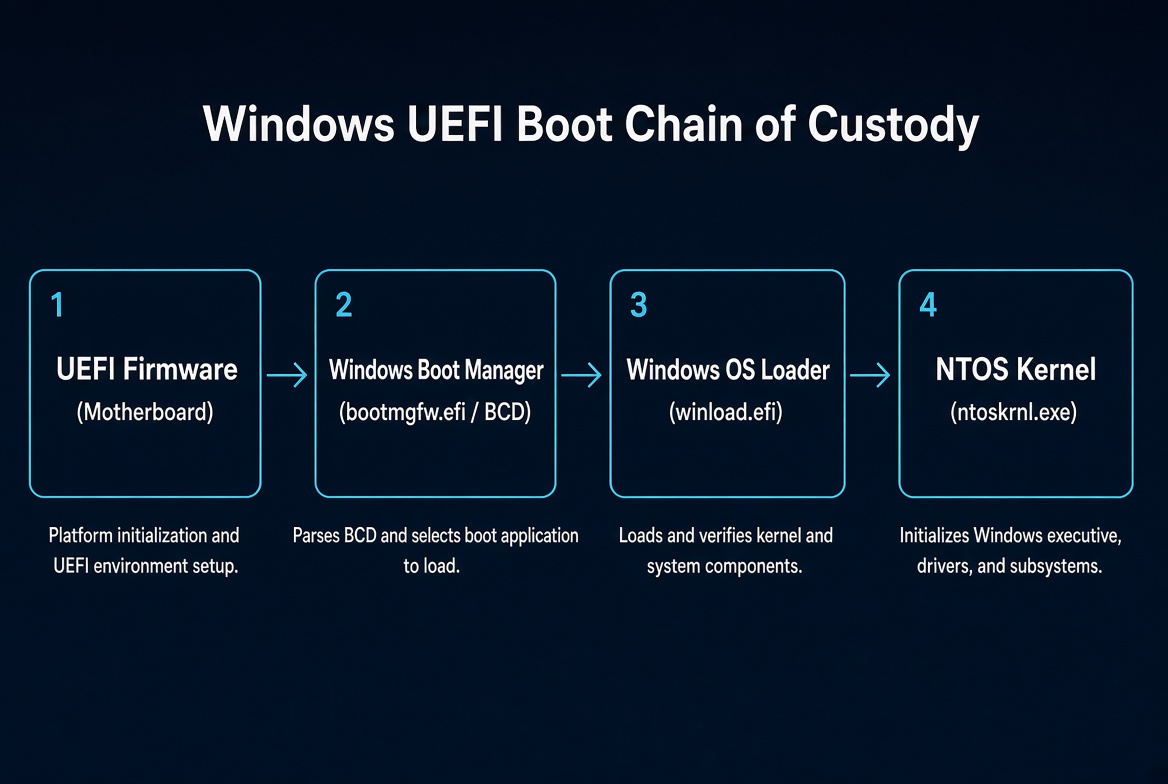 Windows UEFI Boot Chain of Custody
1
UEFI Firmware
(Motherboard)
Platform initialization and
UEFI environment setup.
2
Windows Boot Manager
(bootmgfw.efi / BCD)
Parses BCD and selects boot application
to load.
3
Windows OS Loader
(winload.efi)
Loads and verifies kernel and
system components.
4
NTOS Kernel
(ntoskrnl.exe)
Initializes Windows executive,
drivers, and subsystems.